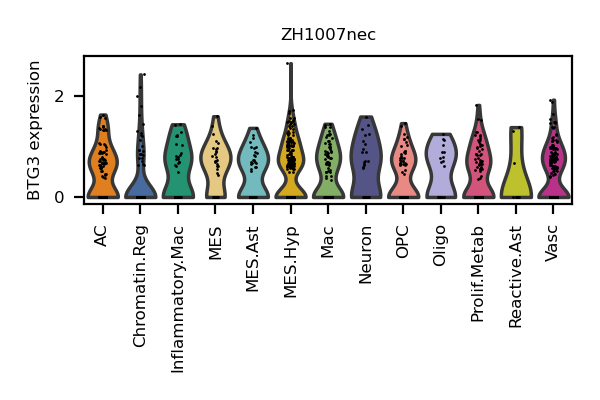 ZH1007nec
BTG3 expression
2
0
AC
Chromatin.Reg
Inflammatory.Mac
MES
MES.Ast
MES.Hyp
Mac
Neuron
OPC
Oligo
Prolif.Metab
Reactive.Ast
Vasc